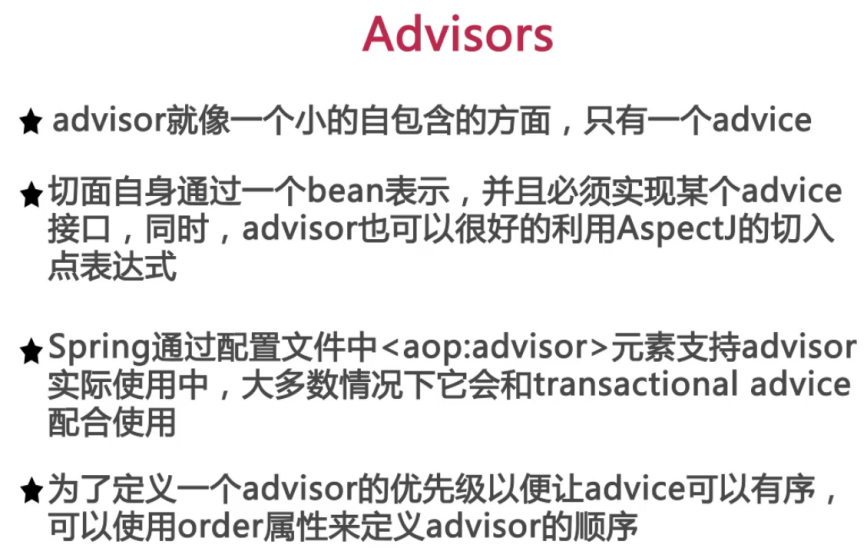 Advisors
★ advisor就像一个小的自包含的方面，只有一个advice
★ 切面自身通过一个bean表示，并且必须实现某个advice
接口，同时，advisor也可以很好的利用AspectJ的切入
点表达式
★ Spring通过配置文件中<aop:advisor>元素支持advisor
实际使用中，大多数情况下它会和transactional advice
配合使用
★ 为了定义一个advisor的优先级以便让advice可以有序，
可以使用order属性来定义advisor的顺序